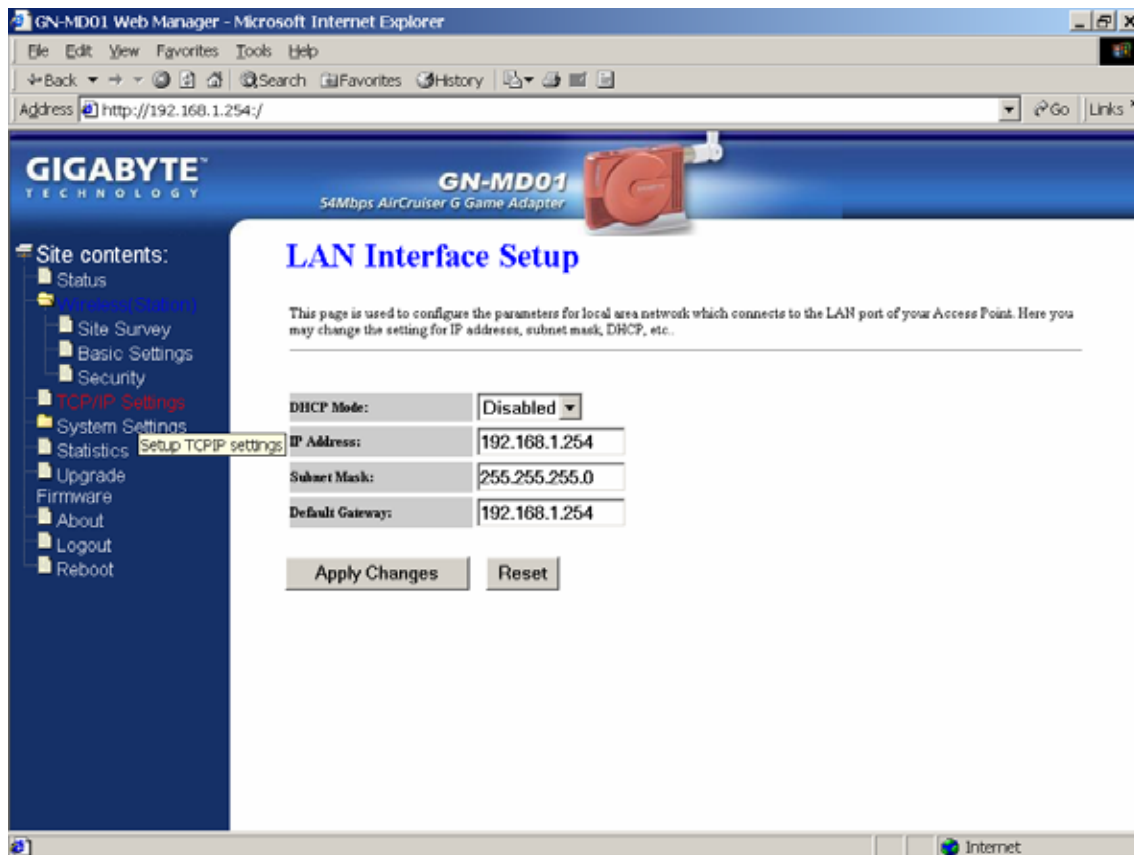 GN-MD01 Web Manager - Microsoft Internet Explorer
File Edit View Favorites Tools Help
Back Search Favorites History
Address http://192.168.1.254:/ Go Links
GIGABYTE™
TECHNOLOGY
GN-MD01
54Mbps AirCruiser G Game Adapter
Site contents:
Status
Wireless(Station)
Site Survey
Basic Settings
Security
TCP/IP Settings
System Settings
Statistics
Setup TCPIP settings
Upgrade
Firmware
About
Logout
Reboot
LAN Interface Setup
This page is used to configure the parameters for local area network which connects to the LAN port of your Access Point. Here you
may change the setting for IP addresss, subnet mask, DHCP, etc..
DHCP Mode: Disabled
IP Address: 192.168.1.254
Subnet Mask: 255.255.255.0
Default Gateway: 192.168.1.254
Apply Changes Reset
Internet